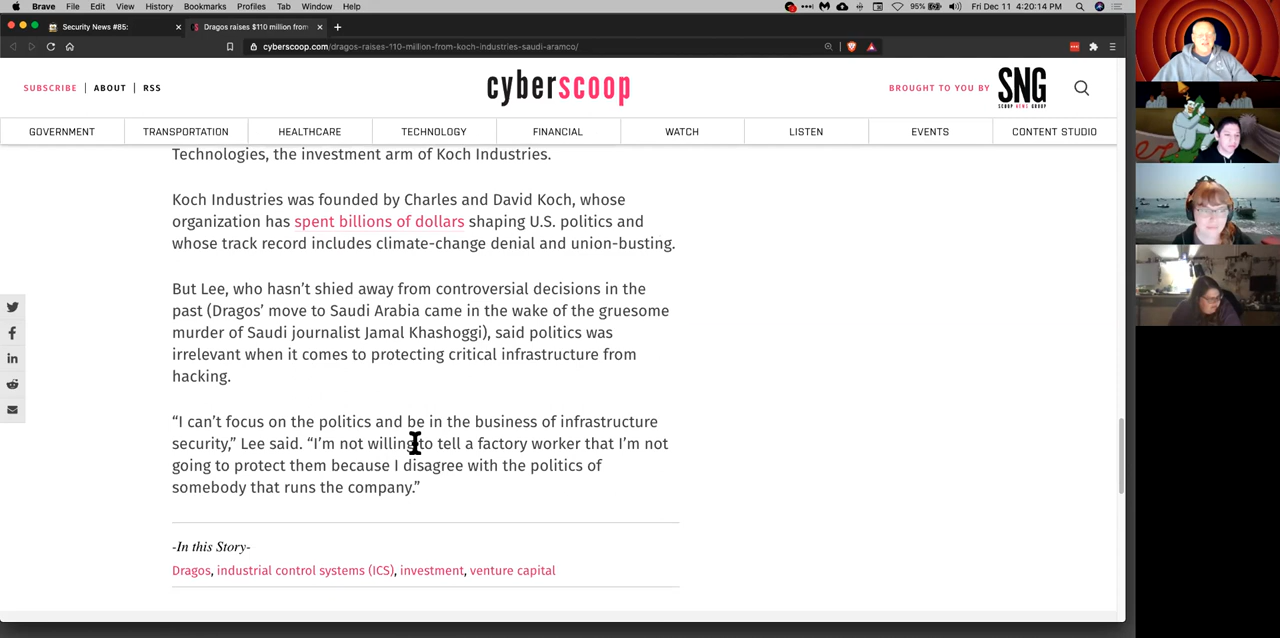 Brave File Edit View History Bookmarks Profiles Tab Window Help
95% Fri Dec 11 4:20:14 PM
Security News #85: Dragos raises $110 million from
cyberscoop.com/dragos-raises-110-million-from-koch-industries-saudi-aramco/
SUBSCRIBE | ABOUT | RSS
cyberscoop
BROUGHT TO YOU BY SNG
SCOOP NEWS GROUP
GOVERNMENT TRANSPORTATION HEALTHCARE TECHNOLOGY FINANCIAL WATCH LISTEN EVENTS CONTENT STUDIO
Technologies, the investment arm of Koch Industries.
Koch Industries was founded by Charles and David Koch, whose
organization has spent billions of dollars shaping U.S. politics and
whose track record includes climate-change denial and union-busting.
But Lee, who hasn’t shied away from controversial decisions in the
past (Dragos’ move to Saudi Arabia came in the wake of the gruesome
murder of Saudi journalist Jamal Khashoggi), said politics was
irrelevant when it comes to protecting critical infrastructure from
hacking.
“I can’t focus on the politics and be in the business of infrastructure
security,” Lee said. “I’m not willing to tell a factory worker that I’m not
going to protect them because I disagree with the politics of
somebody that runs the company.”
-In this Story-
Dragos, industrial control systems (ICS), investment, venture capital